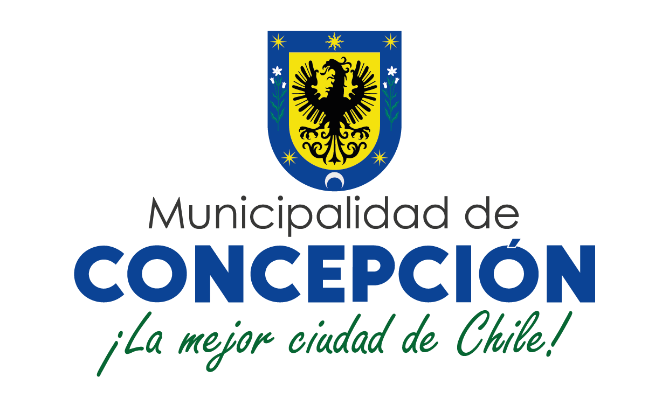 Municipalidad de
CONCEPCIÓN
¡La mejor ciudad de Chile!